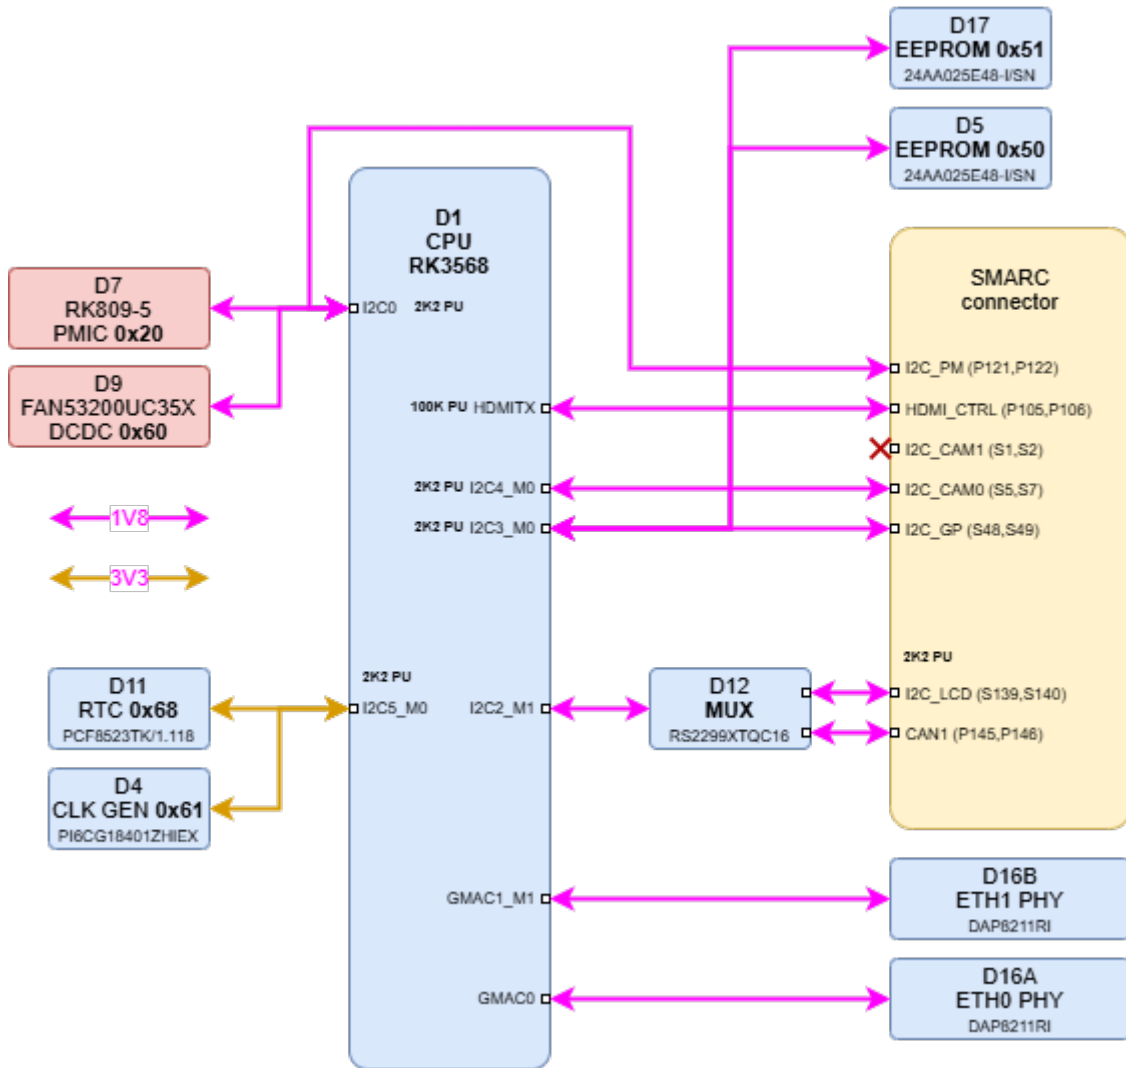 D17
EEPROM 0x51
24AA025E48-I/SN
D5
EEPROM 0x50
24AA025E48-I/SN
D1
CPU
RK3568
D7
RK809-5
PMIC 0x20
D9
FAN53200UC35X
DCDC 0x60
I2C0 2K2 PU
100K PU HDMITX
2K2 PU I2C4_M0
2K2 PU I2C3_M0
2K2 PU
I2C5_M0
I2C2_M1
GMAC1_M1
GMAC0
1V8
3V3
D11
RTC 0x68
PCF8523TK/1.118
D4
CLK GEN 0x61
PI6CG18401ZHIEX
SMARC
connector
I2C_PM (P121,P122)
HDMI_CTRL (P105,P106)
I2C_CAM1 (S1,S2)
I2C_CAM0 (S5,S7)
I2C_GP (S48,S49)
2K2 PU
I2C_LCD (S139,S140)
CAN1 (P145,P146)
D12
MUX
RS2299XTQC16
D16B
ETH1 PHY
DAP8211RI
D16A
ETH0 PHY
DAP8211RI